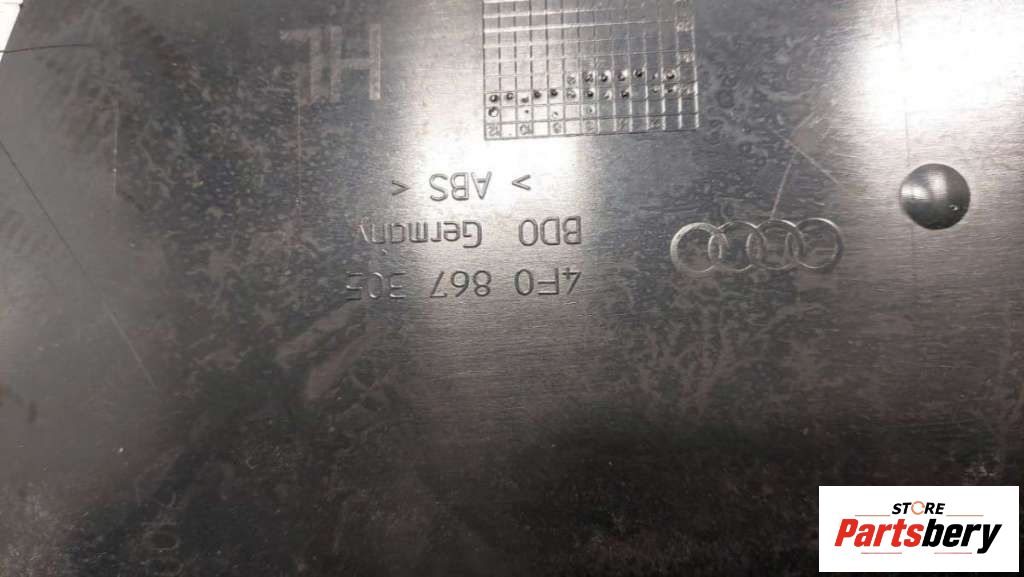 4F0 867 305
BDO Germany
> ABS <
HL
STORE
Partsbery